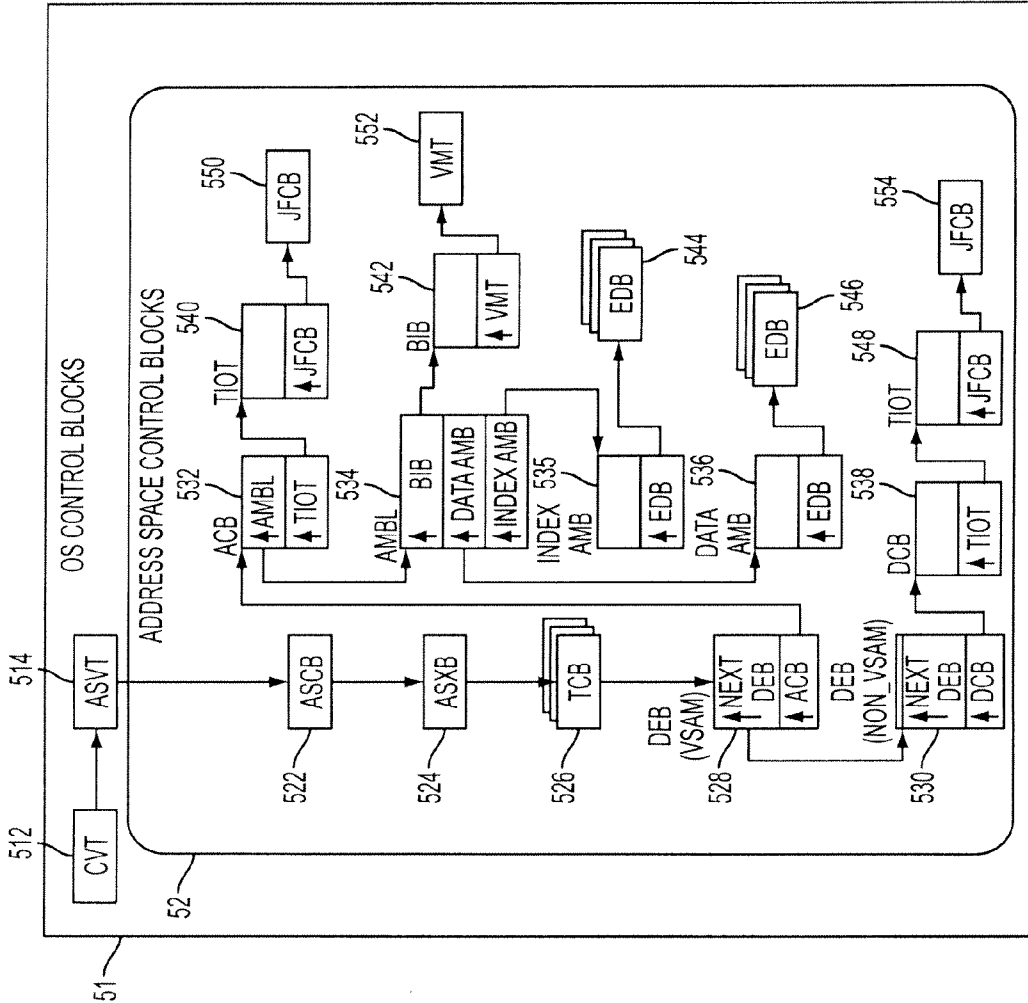 OS CONTROL BLOCKS
51
512
CVT
514
ASVT
52
ADDRESS SPACE CONTROL BLOCKS
522
ASCB
524
ASXB
526
TCB
DEB
(VSAM)
528
NEXT
DEB
ACB
DEB
(NON_VSAM)
530
NEXT
DEB
DCB
ACB
532
AMBL
TIOT
AMBL
534
BIB
DATA AMB
INDEX AMB
INDEX
AMB
535
EDB
DATA
AMB
536
EDB
DCB
538
TIOT
TIOT
540
JFCB
BIB
542
VMT
544
EDB
546
EDB
TIOT
548
JFCB
550
JFCB
552
VMT
554
JFCB